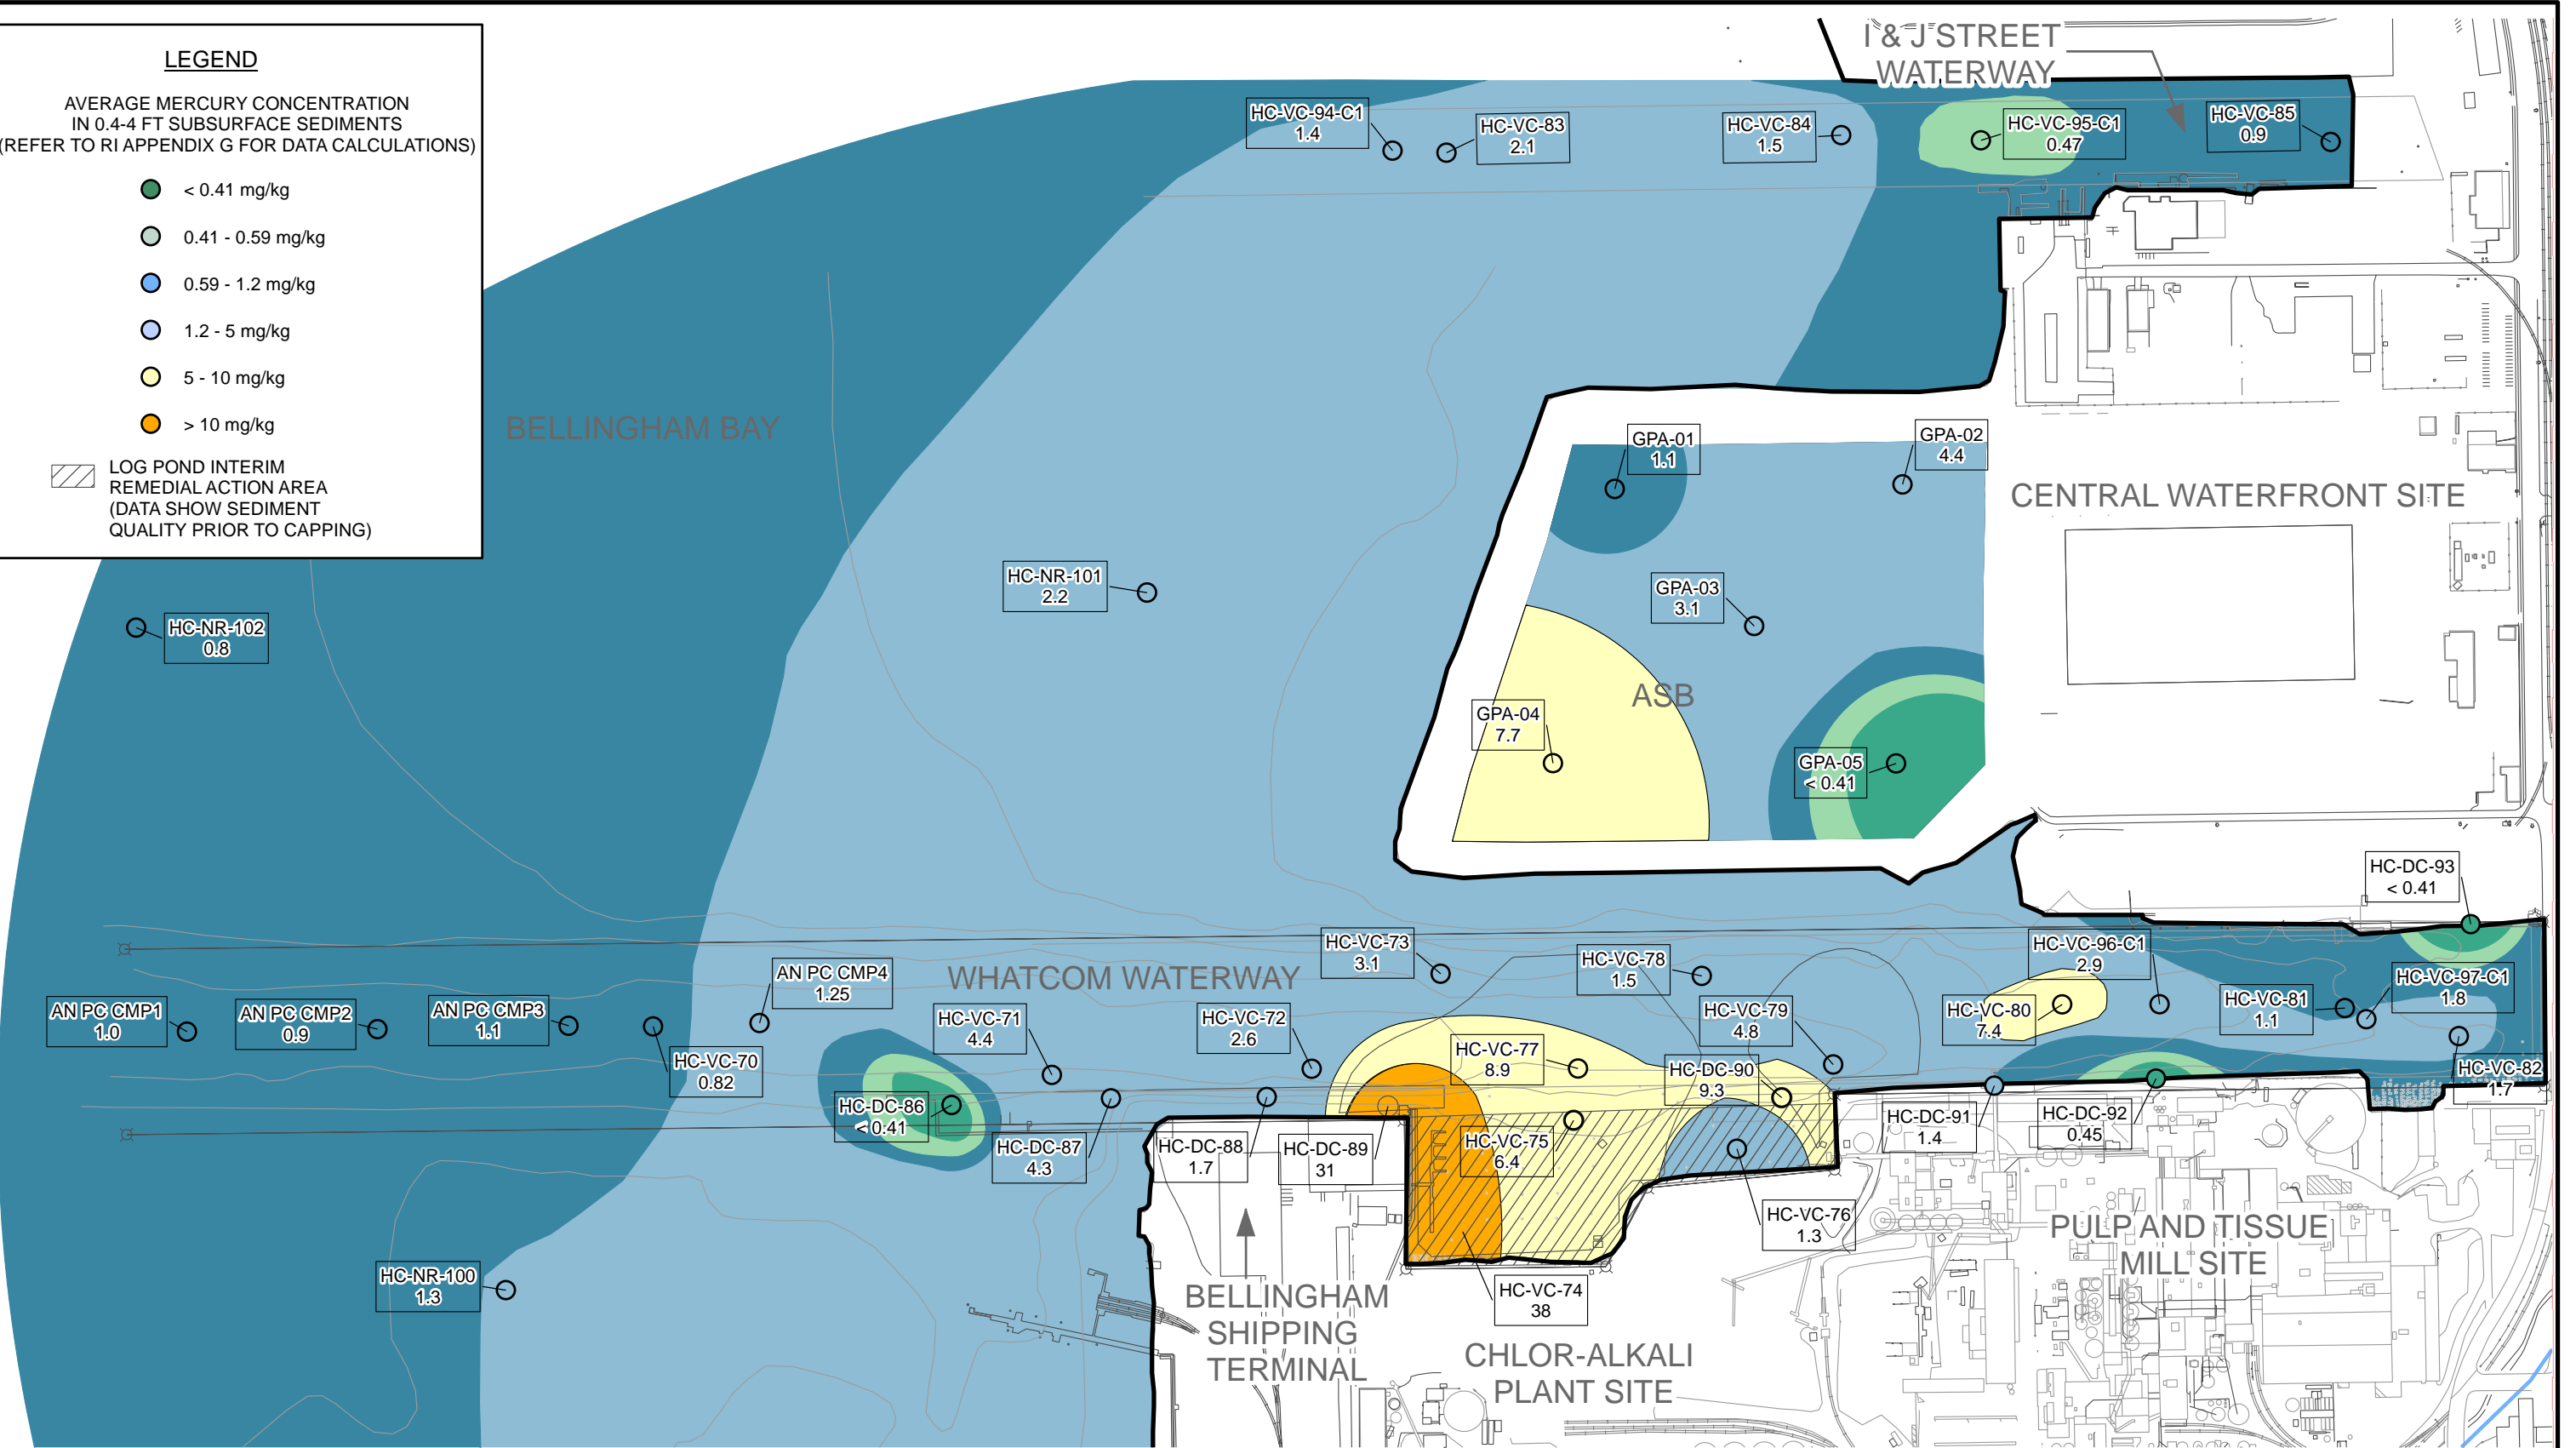 LEGEND
AVERAGE MERCURY CONCENTRATION
IN 0.4-4 FT SUBSURFACE SEDIMENTS
(REFER TO RI APPENDIX G FOR DATA CALCULATIONS)
< 0.41 mg/kg
0.41 - 0.59 mg/kg
0.59 - 1.2 mg/kg
1.2 - 5 mg/kg
5 - 10 mg/kg
> 10 mg/kg
LOG POND INTERIM
REMEDIAL ACTION AREA
(DATA SHOW SEDIMENT
QUALITY PRIOR TO CAPPING)
I & J STREET
WATERWAY
HC-VC-94-C1
1.4
HC-VC-83
2.1
HC-VC-84
1.5
HC-VC-95-C1
0.47
HC-VC-85
0.9
BELLINGHAM BAY
GPA-01
1.1
GPA-02
4.4
CENTRAL WATERFRONT SITE
HC-NR-101
2.2
GPA-03
3.1
HC-NR-102
0.8
ASB
GPA-04
7.7
GPA-05
< 0.41
HC-DC-93
< 0.41
WHATCOM WATERWAY
HC-VC-73
3.1
HC-VC-78
1.5
HC-VC-96-C1
2.9
HC-VC-97-C1
1.8
AN PC CMP1
1.0
AN PC CMP2
0.9
AN PC CMP3
1.1
AN PC CMP4
1.25
HC-VC-70
0.82
HC-VC-71
4.4
HC-VC-72
2.6
HC-VC-79
4.8
HC-VC-80
7.4
HC-VC-81
1.1
HC-VC-77
8.9
HC-DC-90
9.3
HC-VC-82
1.7
HC-DC-86
< 0.41
HC-DC-87
4.3
HC-DC-88
1.7
HC-DC-89
31
HC-VC-75
6.4
HC-DC-91
1.4
HC-DC-92
0.45
HC-VC-76
1.3
HC-NR-100
1.3
HC-VC-74
38
BELLINGHAM
SHIPPING
TERMINAL
CHLOR-ALKALI
PLANT SITE
PULP AND TISSUE
MILL SITE